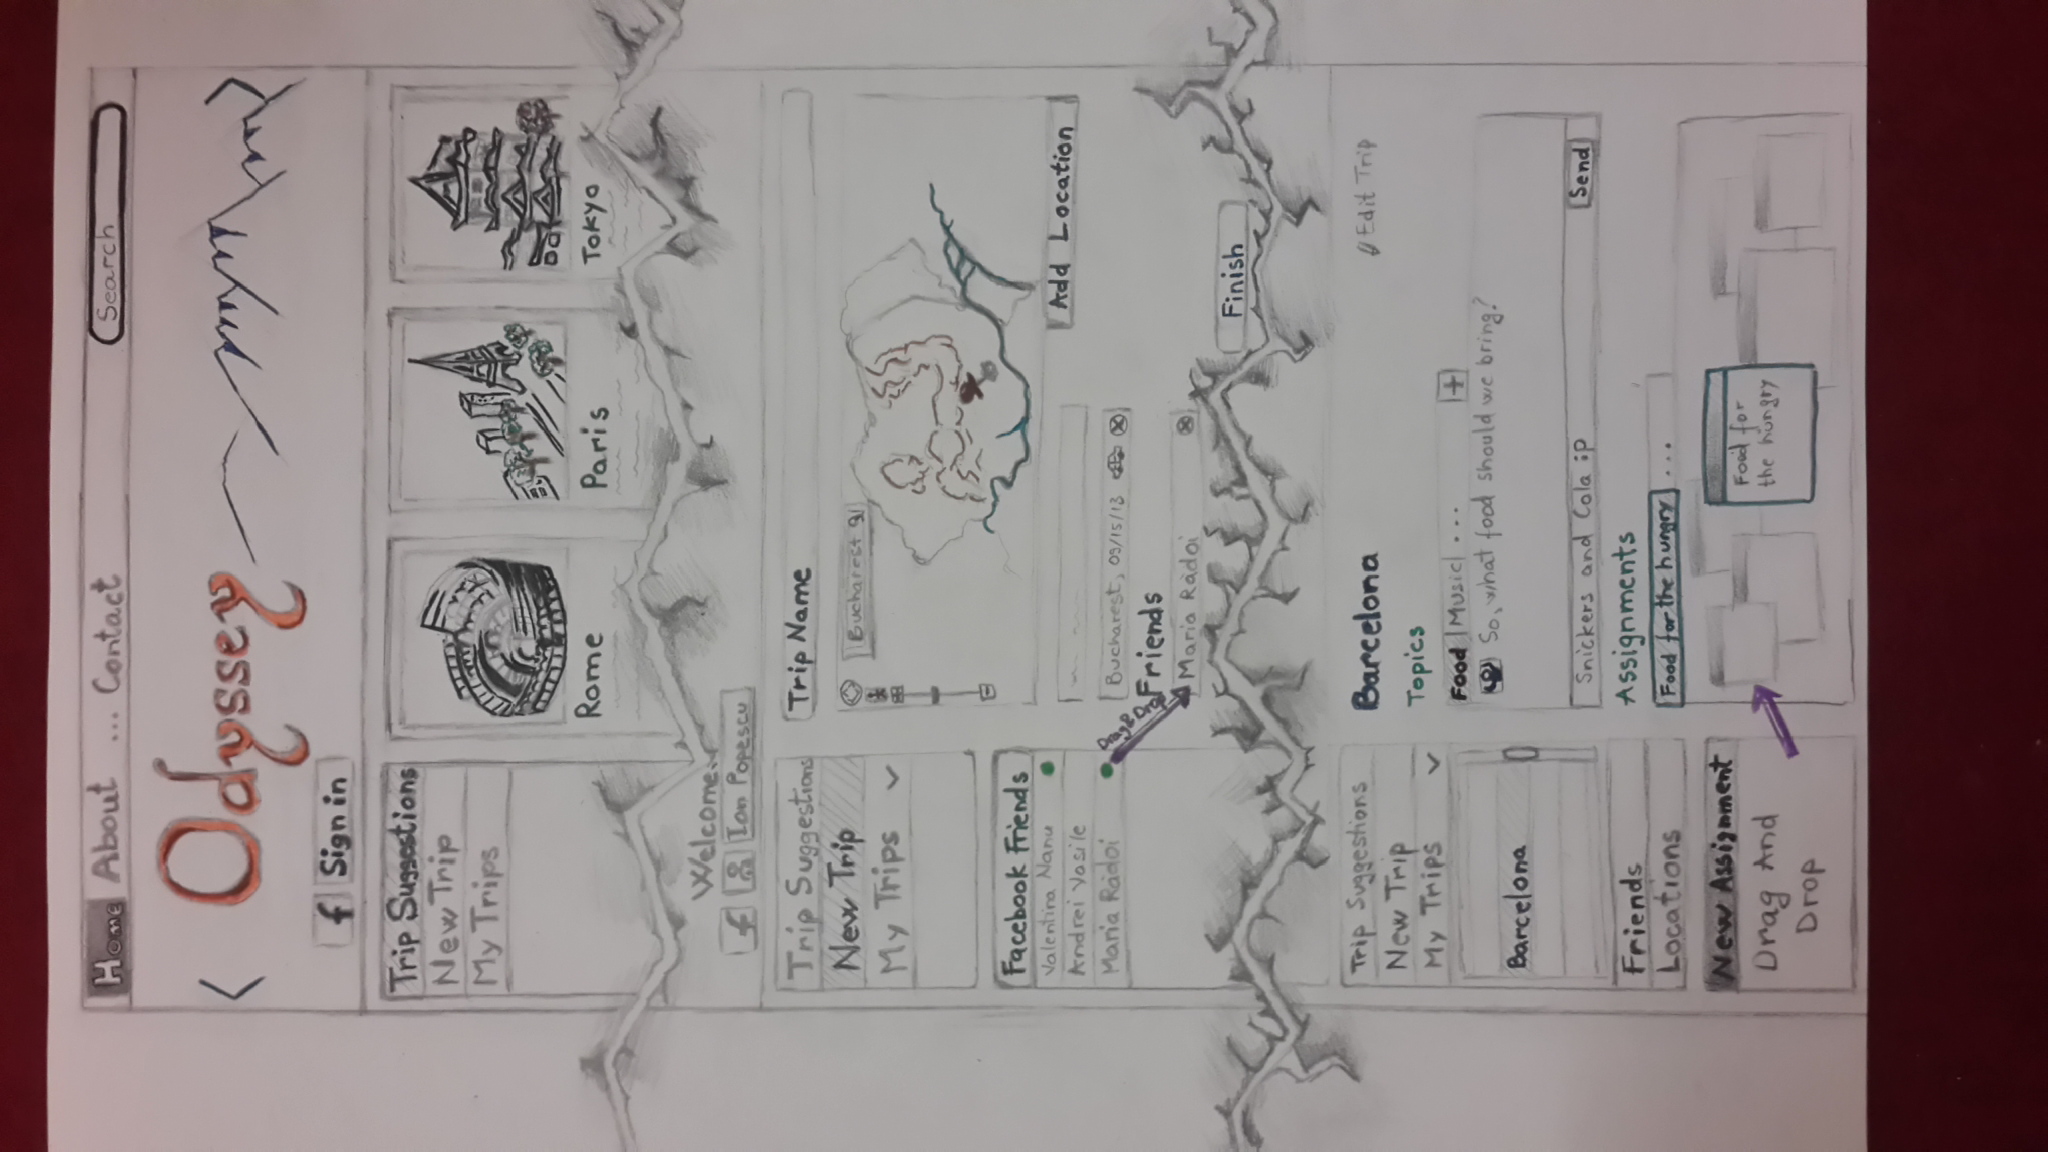 Home About ... Contact Search
Odyssey
f Sign in
Trip Suggestions
New Trip
My Trips
Rome
Paris
Tokyo
Welcome,
f Ion Popescu
Trip Suggestions
New Trip
My Trips
Trip Name
Bucharest
Facebook Friends
Valentina Nanu
Andrei Vasile
Maria Rădoi
Drag & Drop
Add Location
Bucharest, 09/15/13
Friends
Maria Rădoi
Finish
Trip Suggestions
New Trip
My Trips
Barcelona
Friends
Locations
New Assignment
Drag And
Drop
Barcelona
Edit Trip
Topics
Food | Music | ... +
So, what food should we bring?
Snickers and Cola :P
Send
Assignments
Food for the hungry ...
Food for
the hungry